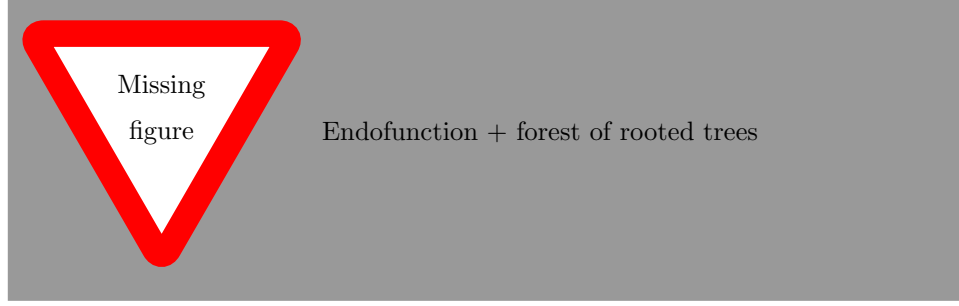 Missing
figure
Endofunction + forest of rooted trees